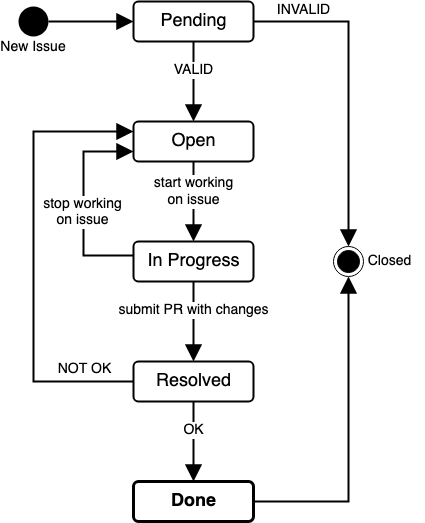 Pending
INVALID
New Issue
VALID
Open
start working
on issue
stop working
on issue
In Progress
Closed
submit PR with changes
NOT OK
Resolved
OK
Done